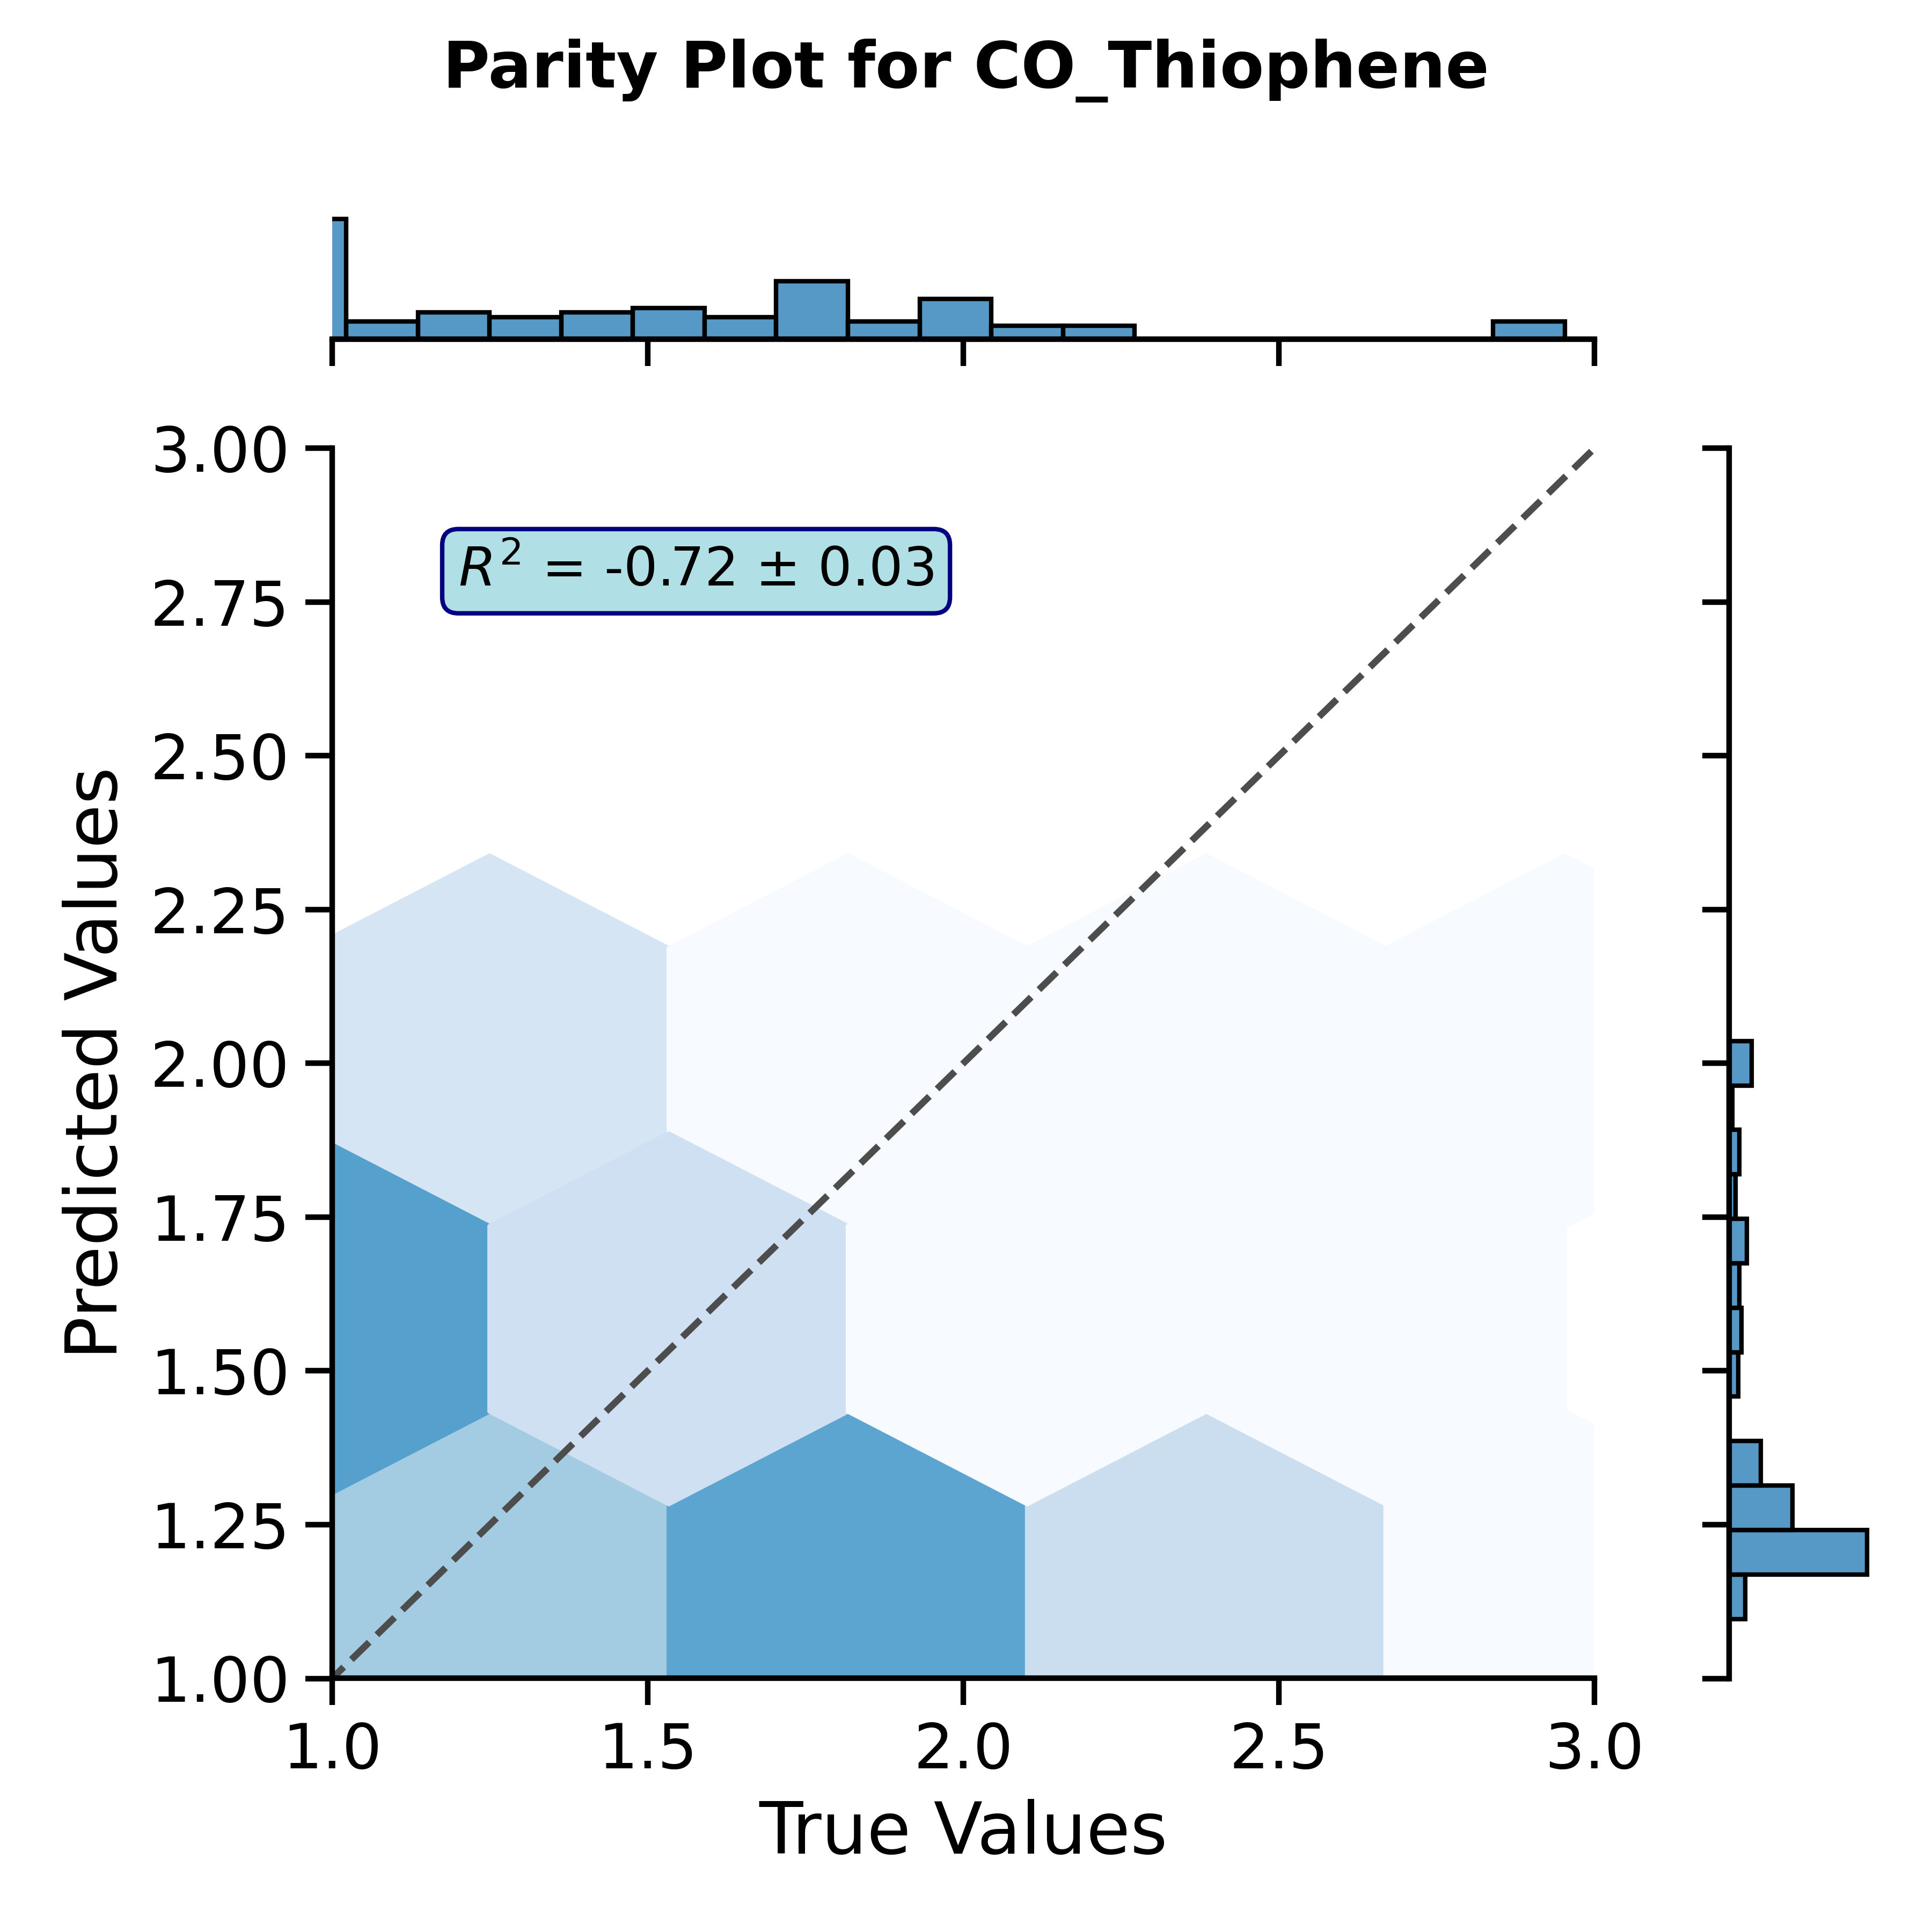 Parity Plot for CO_Thiophene
3.00
R² = -0.72 ± 0.03
2.75
2.50
2.25
2.00
1.75
1.50
1.25
1.00
Predicted Values
1.0 1.5 2.0 2.5 3.0
True Values